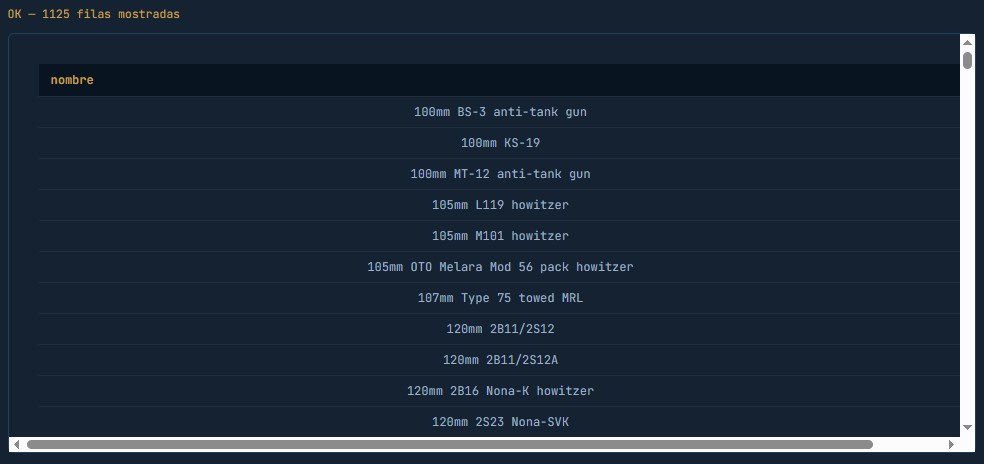 OK — 1125 filas mostradas
nombre
100mm BS-3 anti-tank gun
100mm KS-19
100mm MT-12 anti-tank gun
105mm L119 howitzer
105mm M101 howitzer
105mm OTO Melara Mod 56 pack howitzer
107mm Type 75 towed MRL
120mm 2B11/2S12
120mm 2B11/2S12A
120mm 2B16 Nona-K howitzer
120mm 2S23 Nona-SVK